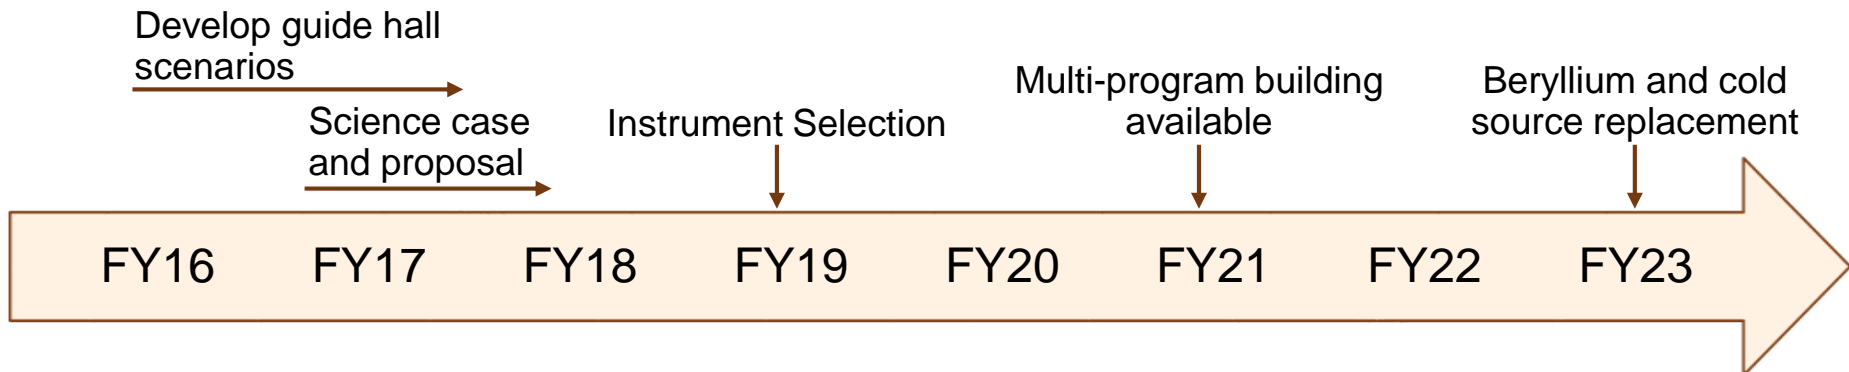 Develop guide hall
scenarios
Science case
and proposal
Instrument Selection
Multi-program building
available
Beryllium and cold
source replacement
FY16 FY17 FY18 FY19 FY20 FY21 FY22 FY23